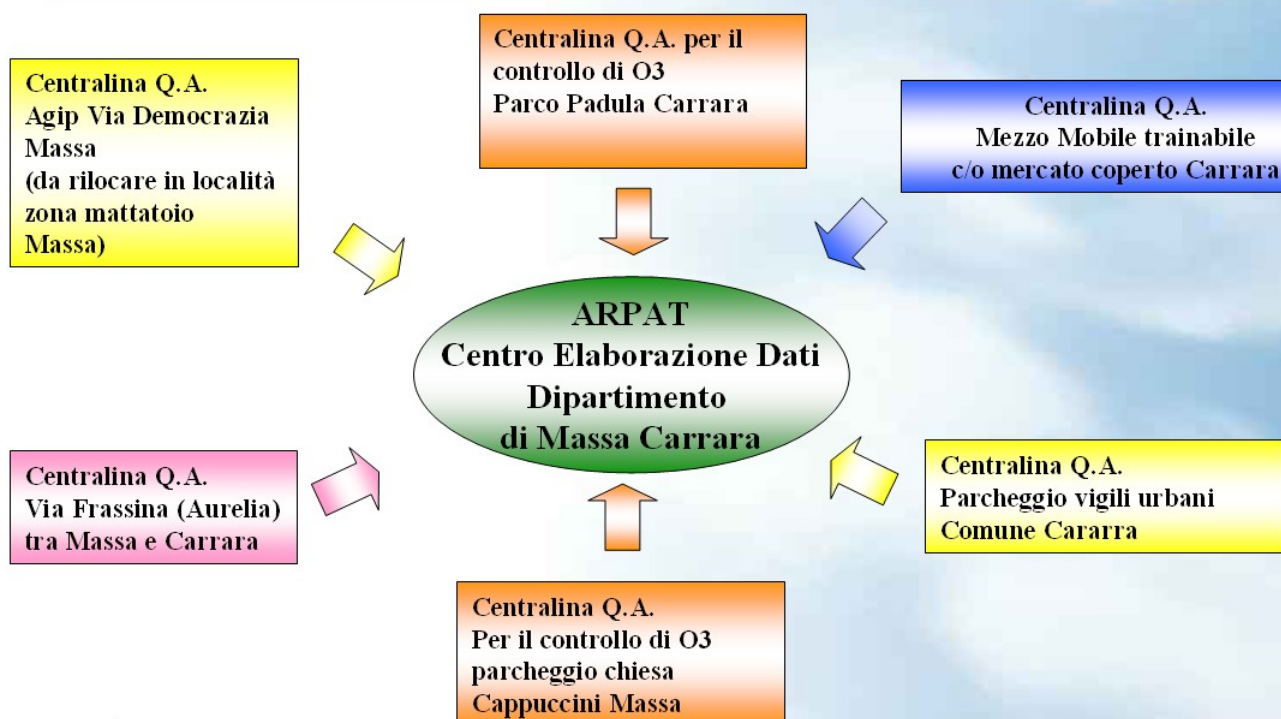 Centralina Q.A.
Agip Via Democrazia
Massa
(da rilocare in località
zona mattatoio
Massa)
Centralina Q.A. per il
controllo di O3
Parco Padula Carrara
Centralina Q.A.
Mezzo Mobile trainabile
c/o mercato coperto Carrara
ARPAT
Centro Elaborazione Dati
Dipartimento
di Massa Carrara
Centralina Q.A.
Via Frassina (Aurelia)
tra Massa e Carrara
Centralina Q.A.
Parcheggio vigili urbani
Comune Cararra
Centralina Q.A.
Per il controllo di O3
parcheggio chiesa
Cappuccini Massa